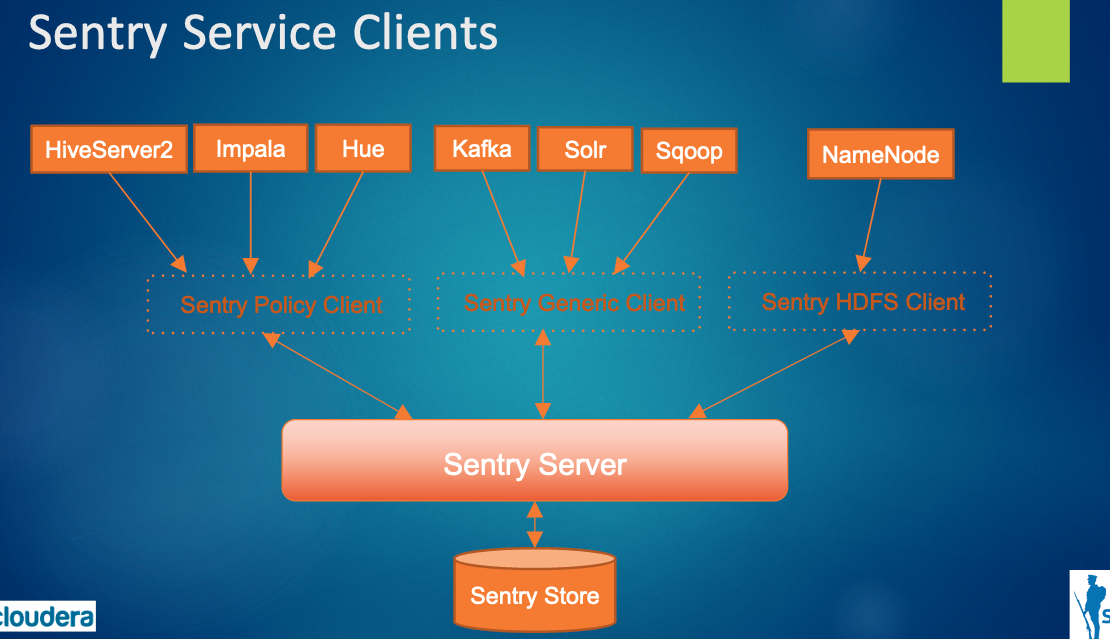 Sentry Service Clients
HiveServer2
Impala
Hue
Kafka
Solr
Sqoop
NameNode
Sentry Policy Client
Sentry Generic Client
Sentry HDFS Client
Sentry Server
Sentry Store
cloudera
S